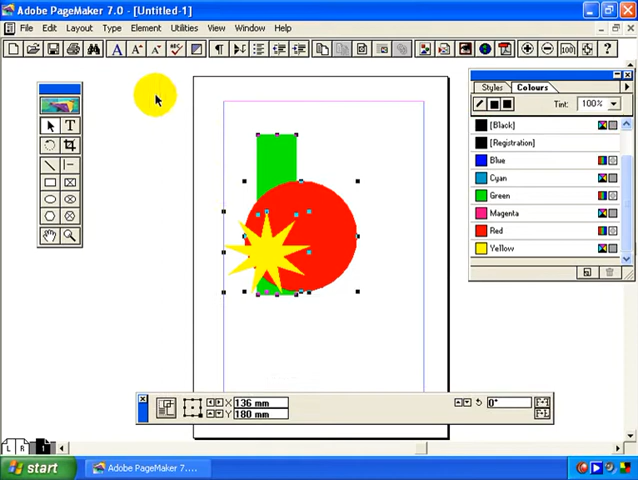 Adobe PageMaker 7.0 - [Untitled-1]
File Edit Layout Type Element Utilities View Window Help
Styles Colours
Tint: 100%
[Black]
[Registration]
Blue
Cyan
Green
Magenta
Red
Yellow
X 136 mm
Y 180 mm
0°
L R 1
start
Adobe PageMaker 7....